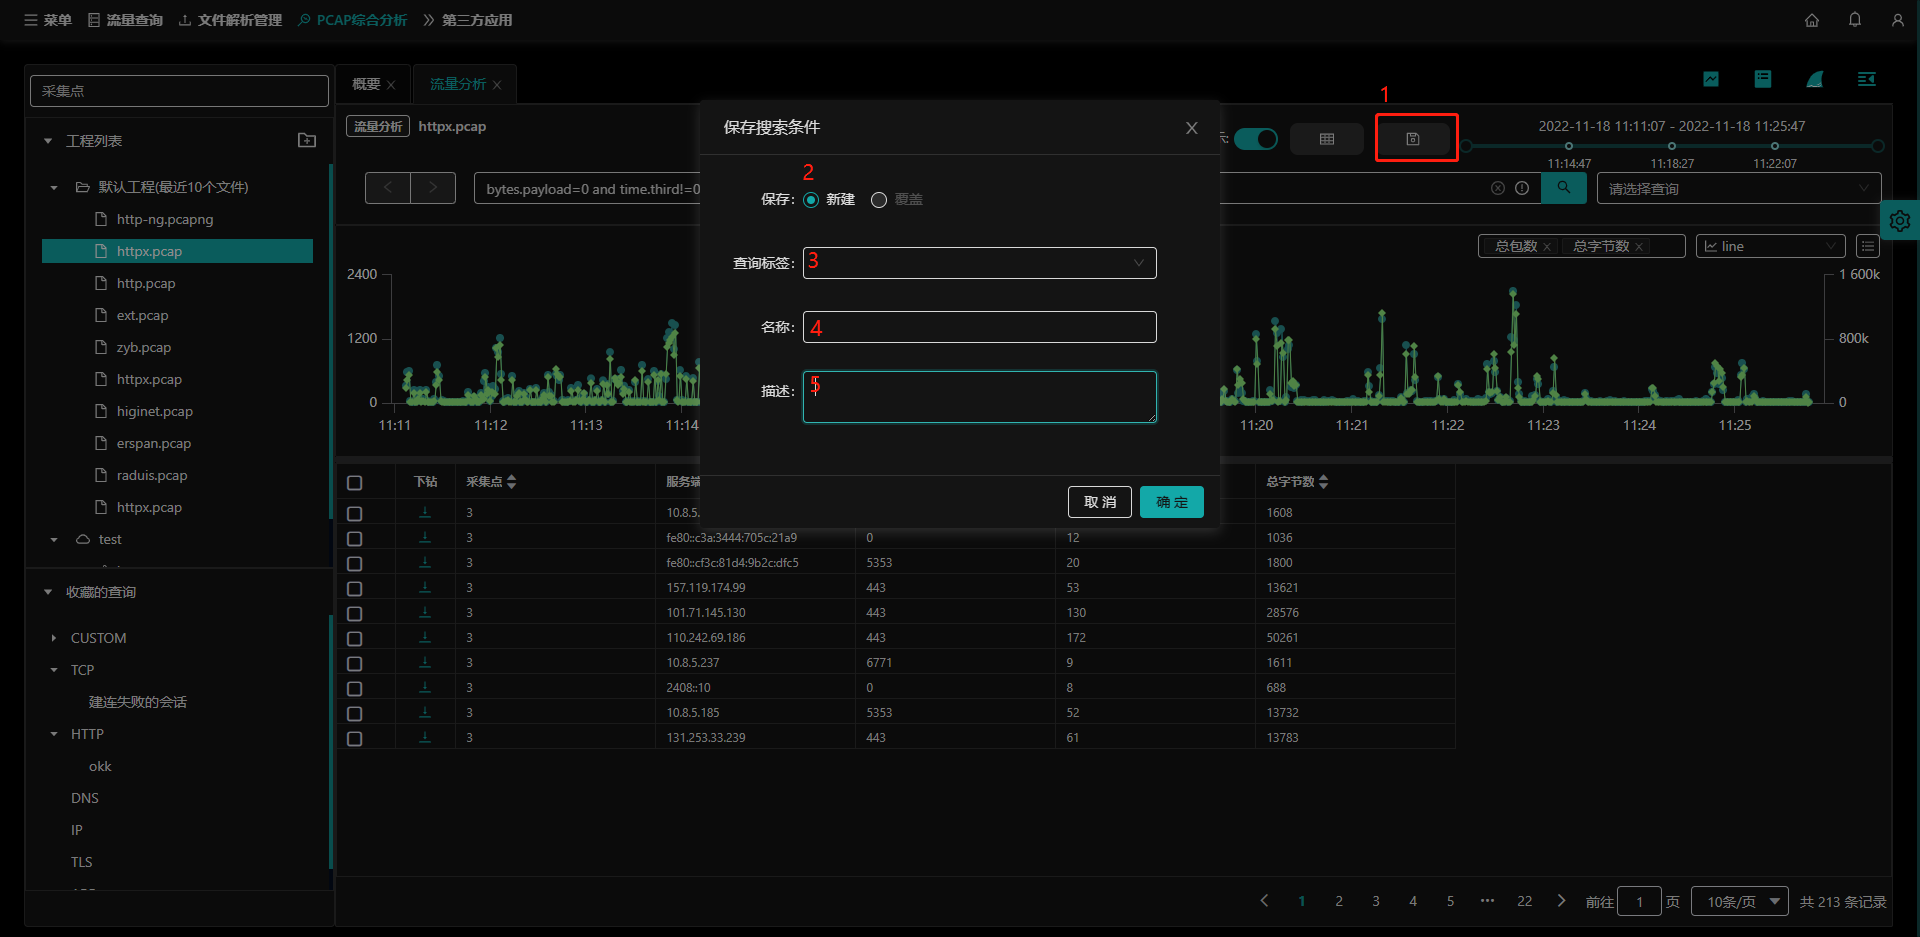 菜单 流量查询 文件解析管理 PCAP综合分析 第三方应用
采集点
工程列表
默认工程(最近10个文件)
http-ng.pcapng
httpx.pcap
http.pcap
ext.pcap
zyb.pcap
httpx.pcap
higinet.pcap
erspan.pcap
raduis.pcap
httpx.pcap
test
收藏的查询
CUSTOM
TCP
建连失败的会话
HTTP
okk
DNS
IP
TLS
概要 流量分析
流量分析 httpx.pcap
1
2022-11-18 11:11:07 - 2022-11-18 11:25:47
11:14:47 11:18:27 11:22:07
bytes.payload=0 and time.third!=0
请选择查询
总包数 总字节数 line
2400 1 600k
1200 800k
0 0
11:11 11:12 11:13 11:14 11:20 11:21 11:22 11:23 11:24 11:25
保存搜索条件
2
保存: 新建 覆盖
查询标签: 3
名称: 4
描述: 5
取消 确定
下钻 采集点 服务端 总字节数
3 10.8.5. 1608
3 fe80::c3a:3444:705c:21a9 0 12 1036
3 fe80::cf3c:81d4:9b2c:dfc5 5353 20 1800
3 157.119.174.99 443 53 13621
3 101.71.145.130 443 130 28576
3 110.242.69.186 443 172 50261
3 10.8.5.237 6771 9 1611
3 2408::10 0 8 688
3 10.8.5.185 5353 52 13732
3 131.253.33.239 443 61 13783
1 2 3 4 5 ••• 22 前往 1 页 10条/页 共 213 条记录